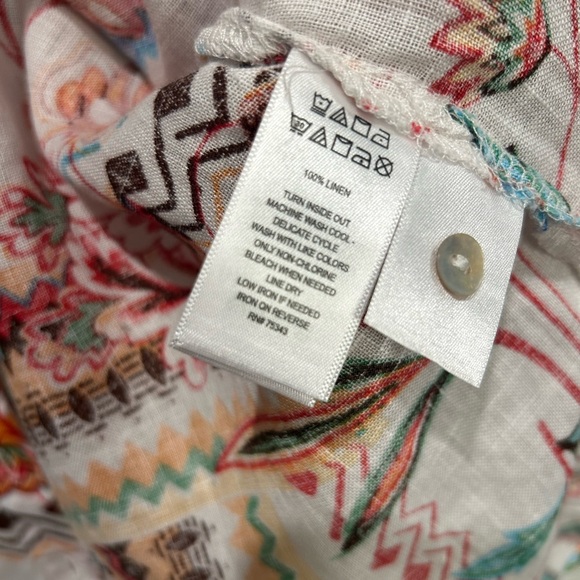 100% LINEN
TURN INSIDE OUT
MACHINE WASH COOL -
DELICATE CYCLE
WASH WITH LIKE COLORS
ONLY NON-CHLORINE
BLEACH WHEN NEEDED
LINE DRY
LOW IRON IF NEEDED
IRON ON REVERSE
RN# 75343